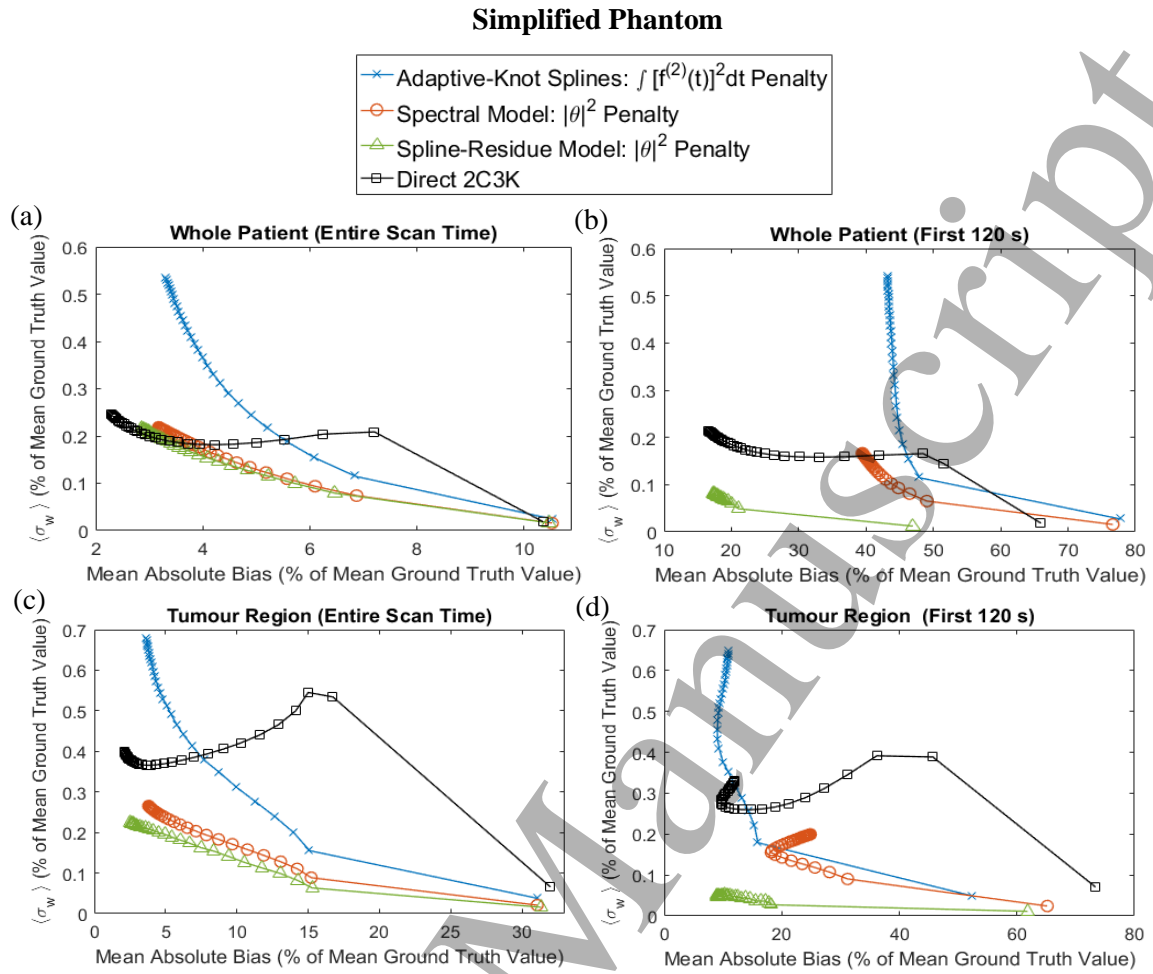 Simplified Phantom
Adaptive-Knot Splines: ∫ [f⁽²⁾(t)]²dt Penalty
Spectral Model: |θ|² Penalty
Spline-Residue Model: |θ|² Penalty
Direct 2C3K
(a)
Whole Patient (Entire Scan Time)
⟨σ_w⟩ (% of Mean Ground Truth Value)
0.6
0.5
0.4
0.3
0.2
0.1
0
2 4 6 8 10
Mean Absolute Bias (% of Mean Ground Truth Value)
(b)
Whole Patient (First 120 s)
⟨σ_w⟩ (% of Mean Ground Truth Value)
0.6
0.5
0.4
0.3
0.2
0.1
0
10 20 30 40 50 60 70 80
Mean Absolute Bias (% of Mean Ground Truth Value)
(c)
Tumour Region (Entire Scan Time)
⟨σ_w⟩ (% of Mean Ground Truth Value)
0.7
0.6
0.5
0.4
0.3
0.2
0.1
0
0 5 10 15 20 25 30
Mean Absolute Bias (% of Mean Ground Truth Value)
(d)
Tumour Region (First 120 s)
⟨σ_w⟩ (% of Mean Ground Truth Value)
0.7
0.6
0.5
0.4
0.3
0.2
0.1
0
0 20 40 60 80
Mean Absolute Bias (% of Mean Ground Truth Value)
Manuscript